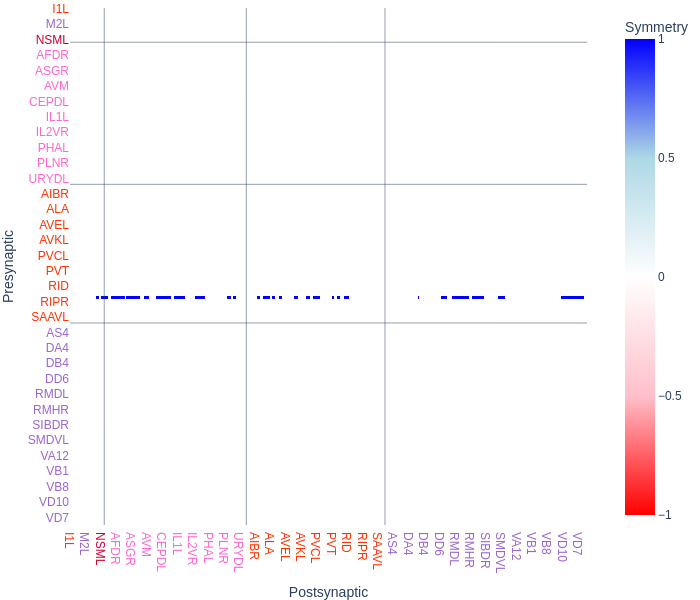 Symmetry
1
0.5
0
−0.5
−1
Presynaptic
I1L
M2L
NSML
AFDR
ASGR
AVM
CEPDL
IL1L
IL2VR
PHAL
PLNR
URYDL
AIBR
ALA
AVEL
AVKL
PVCL
PVT
RID
RIPR
SAAVL
AS4
DA4
DB4
DD6
RMDL
RMHR
SIBDR
SMDVL
VA12
VB1
VB8
VD10
VD7
I1L M2L NSML AFDR ASGR AVM CEPDL IL1L IL2VR PHAL PLNR URYDL AIBR ALA AVEL AVKL PVCL PVT RID RIPR SAAVL AS4 DA4 DB4 DD6 RMDL RMHR SIBDR SMDVL VA12 VB1 VB8 VD10 VD7
Postsynaptic